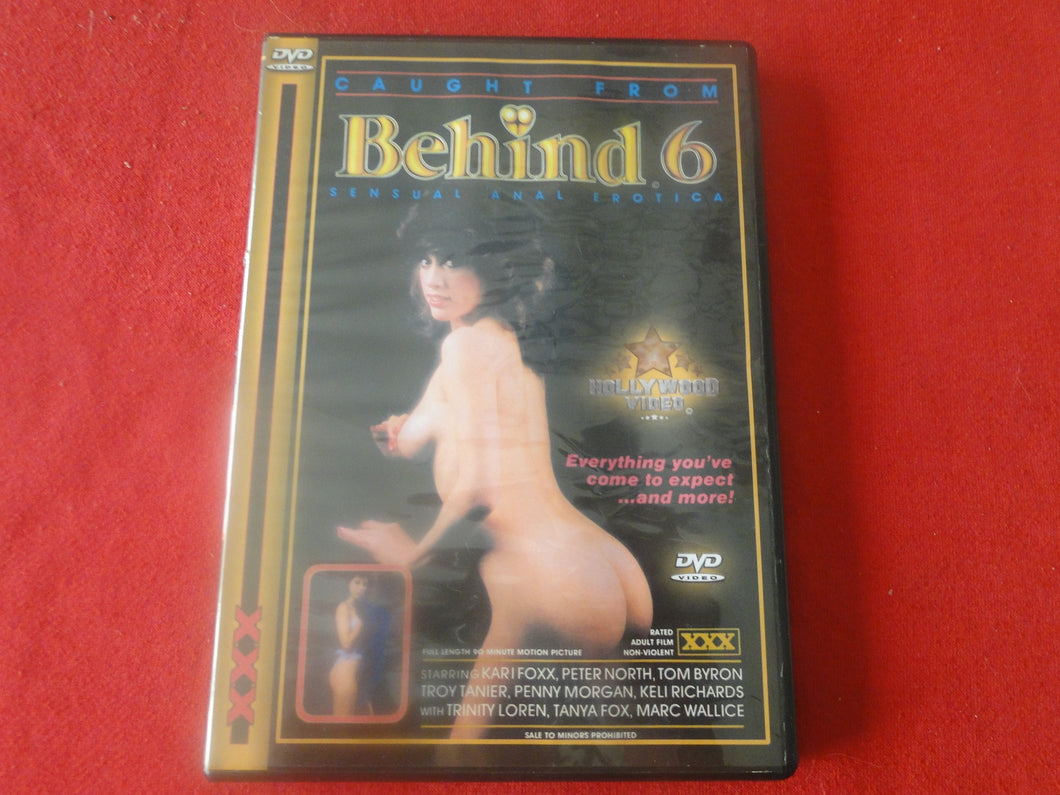 DVD
VIDEO
CAUGHT FROM
Behind 6
©
SENSUAL ANAL EROTICA
HOLLYWOOD
VIDEO
Everything you've
come to expect
...and more!
DVD
VIDEO
XXX
RATED
ADULT FILM
NON-VIOLENT
XXX
FULL LENGTH 90 MINUTE MOTION PICTURE
STARRING KARI FOXX, PETER NORTH, TOM BYRON
TROY TANIER, PENNY MORGAN, KELI RICHARDS
WITH TRINITY LOREN, TANYA FOX, MARC WALLICE
SALE TO MINORS PROHIBITED